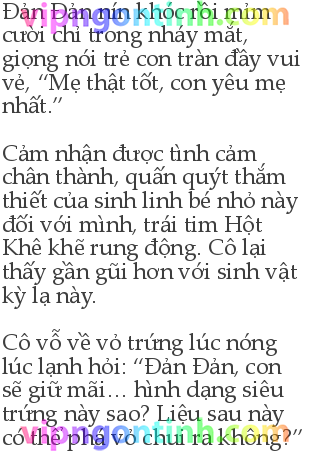 Đản Đản nín khóc rồi mỉm
cười chỉ trong nháy mắt,
giọng nói trẻ con tràn đầy vui
vẻ, “Mẹ thật tốt, con yêu mẹ
nhất.”
Cảm nhận được tình cảm
chân thành, quấn quýt thắm
thiết của sinh linh bé nhỏ này
đối với mình, trái tim Hột
Khê khẽ rung động. Cô lại
thấy gần gũi hơn với sinh vật
kỳ lạ này.
Cô vỗ về vỏ trứng lúc nóng
lúc lạnh hỏi: “Đản Đản, con
sẽ giữ mãi… hình dạng siêu
trứng này sao? Liệu sau này
có thể phá vỏ chui ra không?”
vipngontinh.com
vipngontinh.com